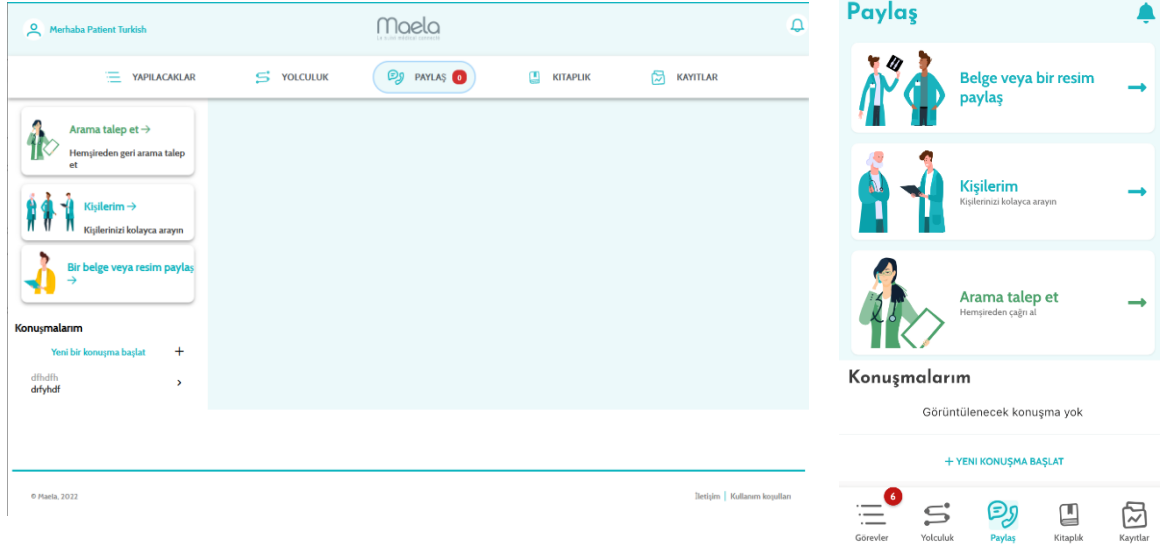 Merhaba Patient Turkish
Maela
YAPILACAKLAR
YOLCULUK
PAYLAŞ 0
KITAPLIK
KAYITLAR
Arama talep et →
Hemşireden geri arama talep
et
Kişilerim →
Kişilerinizi kolayca arayın
Bir belge veya resim paylaş
→
Konuşmalarım
Yeni bir konuşma başlat +
dfhdfh
drfyhdf
© Maela, 2022
İletişim | Kullanım koşulları
Paylaş
Belge veya bir resim
paylaş
Kişilerim
Kişilerinizi kolayca arayın
Arama talep et
Hemşireden çağrı al
Konuşmalarım
Görüntülenecek konuşma yok
+ YENI KONUŞMA BAŞLAT
6
Görevler
Yolculuk
Paylaş
Kitaplık
Kayıtlar